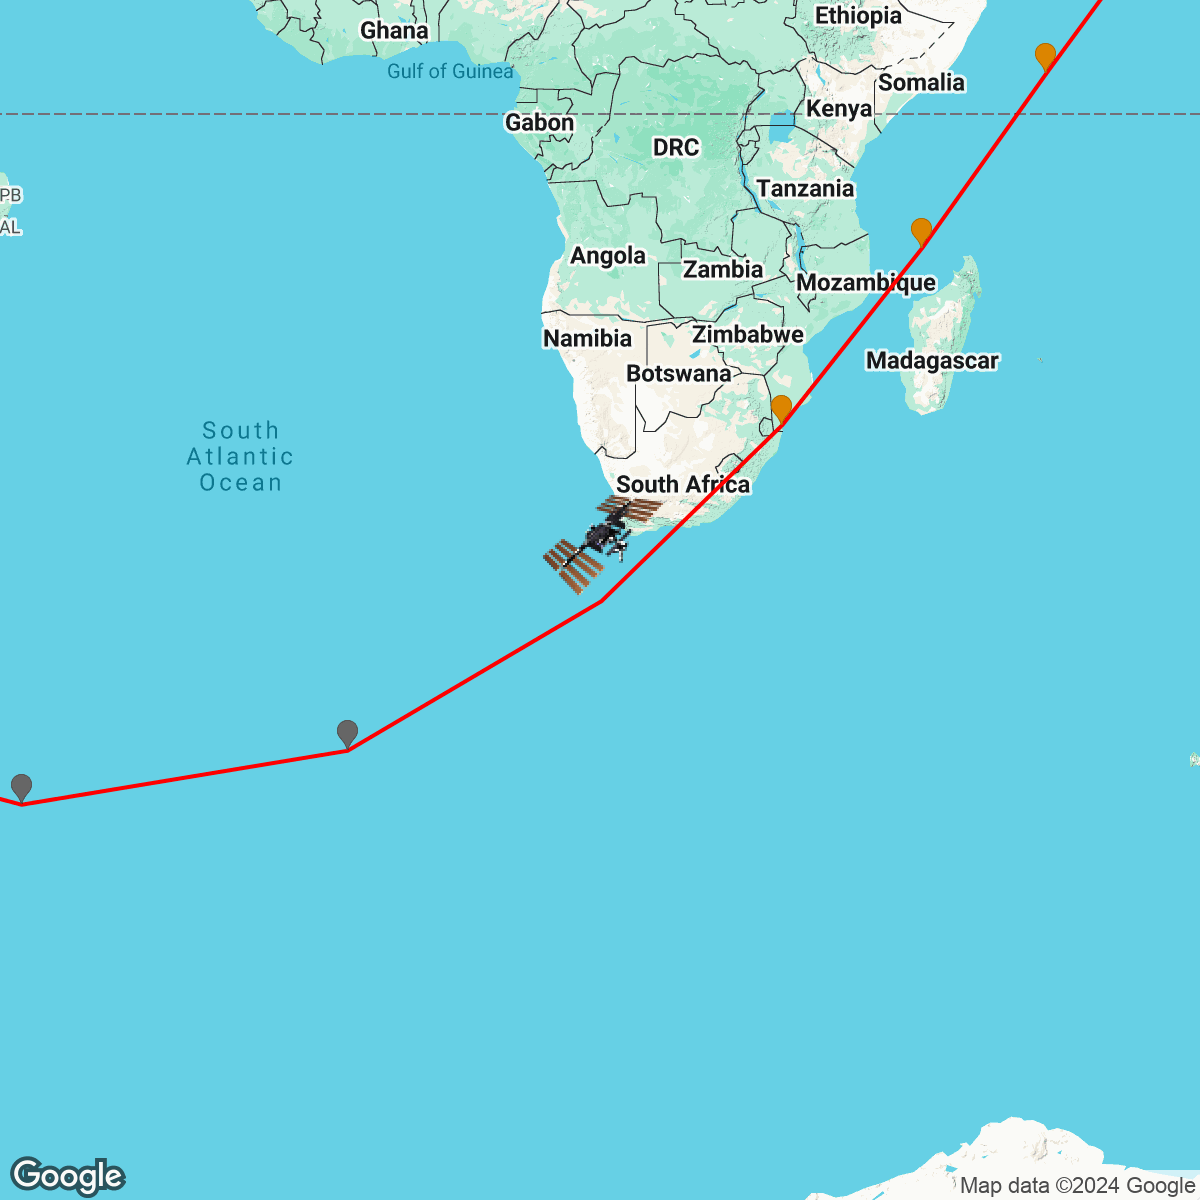 Ethiopia
Ghana
Gulf of Guinea
Somalia
Kenya
Gabon
DRC
Tanzania
PB
AL
Angola
Zambia
Mozambique
Namibia
Zimbabwe
Botswana
Madagascar
South
Atlantic
Ocean
South Africa
Google
Map data ©2024 Google